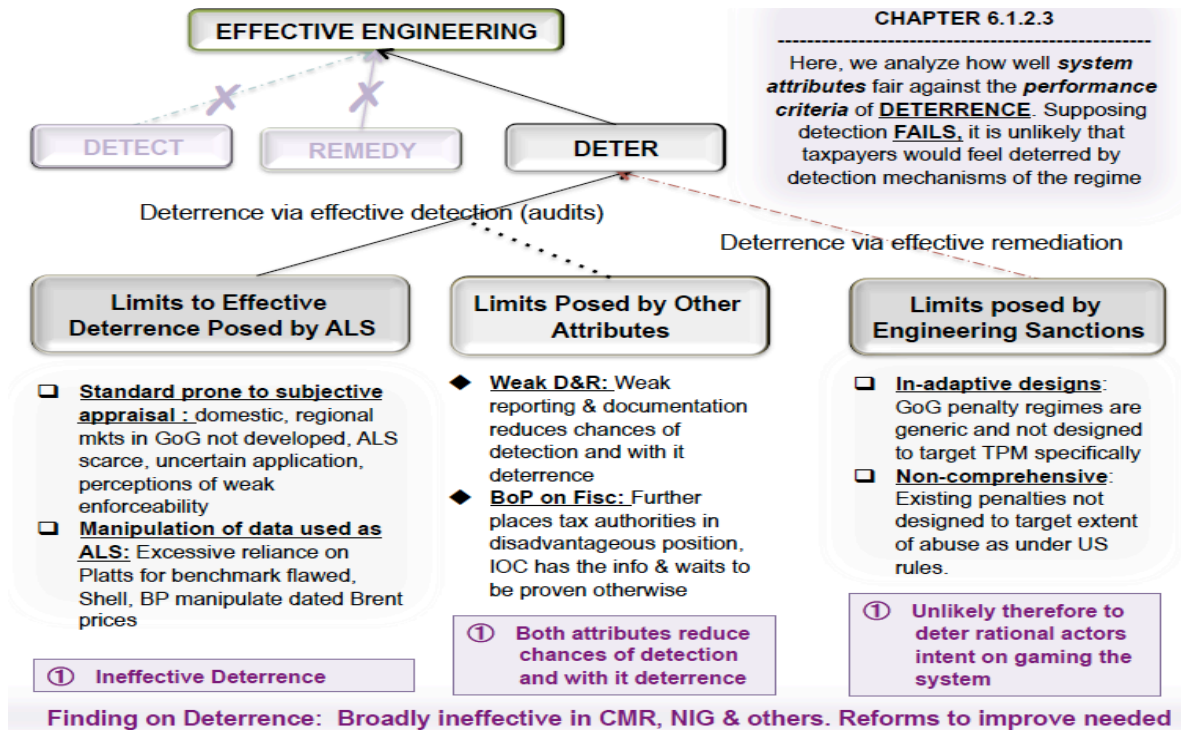 EFFECTIVE ENGINEERING
CHAPTER 6.1.2.3
Here, we analyze how well system
attributes fair against the performance
criteria of DETERRENCE. Supposing
detection FAILS, it is unlikely that
taxpayers would feel deterred by
detection mechanisms of the regime
DETECT
REMEDY
DETER
Deterrence via effective detection (audits)
Deterrence via effective remediation
Limits to Effective
Deterrence Posed by ALS
❑ Standard prone to subjective
appraisal : domestic, regional
mkts in GoG not developed, ALS
scarce, uncertain application,
perceptions of weak
enforceability
❑ Manipulation of data used as
ALS: Excessive reliance on
Platts for benchmark flawed,
Shell, BP manipulate dated Brent
prices
① Ineffective Deterrence
Limits Posed by Other
Attributes
◆ Weak D&R: Weak
reporting & documentation
reduces chances of
detection and with it
deterrence
◆ BoP on Fisc: Further
places tax authorities in
disadvantageous position,
IOC has the info & waits to
be proven otherwise
① Both attributes reduce
chances of detection
and with it deterrence
Limits posed by
Engineering Sanctions
❑ In-adaptive designs:
GoG penalty regimes are
generic and not designed
to target TPM specifically
❑ Non-comprehensive:
Existing penalties not
designed to target extent
of abuse as under US
rules.
① Unlikely therefore to
deter rational actors
intent on gaming the
system
Finding on Deterrence: Broadly ineffective in CMR, NIG & others. Reforms to improve needed